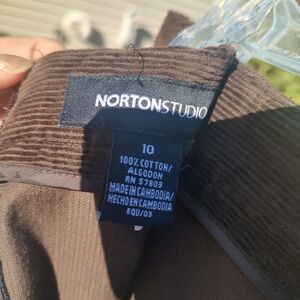 NORTONSTUDIO
10
100% COTTON/
ALGODON
RN 57803
MADE IN CAMBODIA/
HECHO EN CAMBODIA
EQU/03